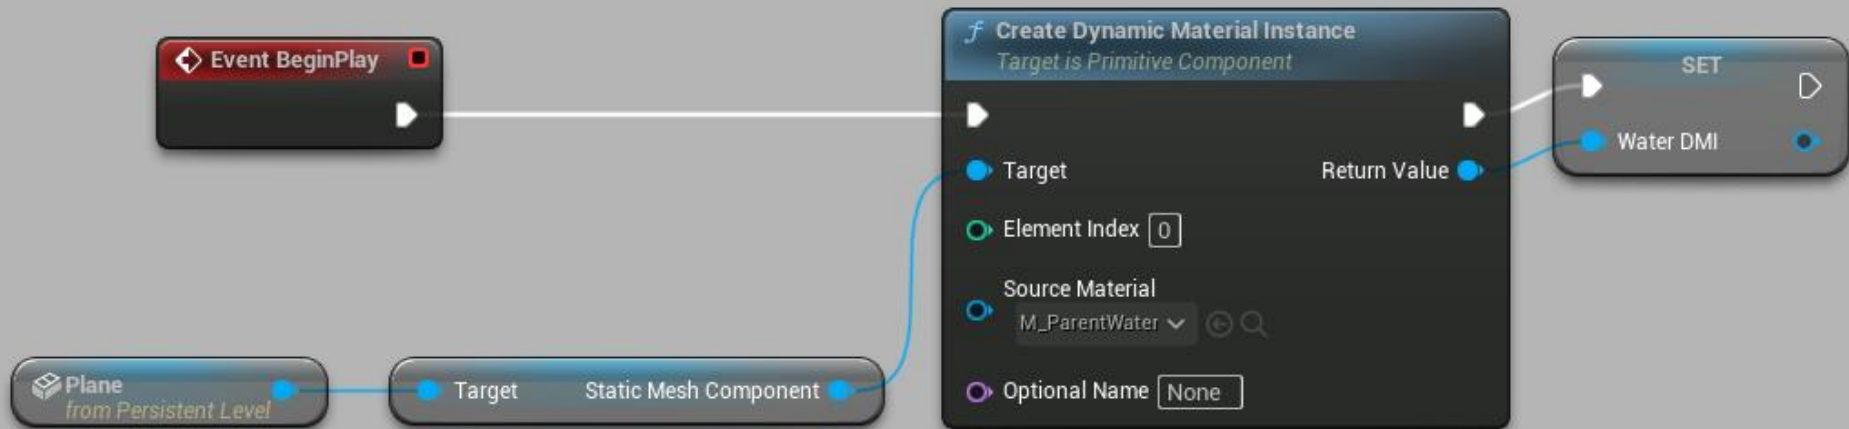 Event BeginPlay
Create Dynamic Material Instance
Target is Primitive Component
Target
Return Value
Element Index 0
Source Material
M_ParentWater
Optional Name None
SET
Water DMI
Plane
from Persistent Level
Target Static Mesh Component